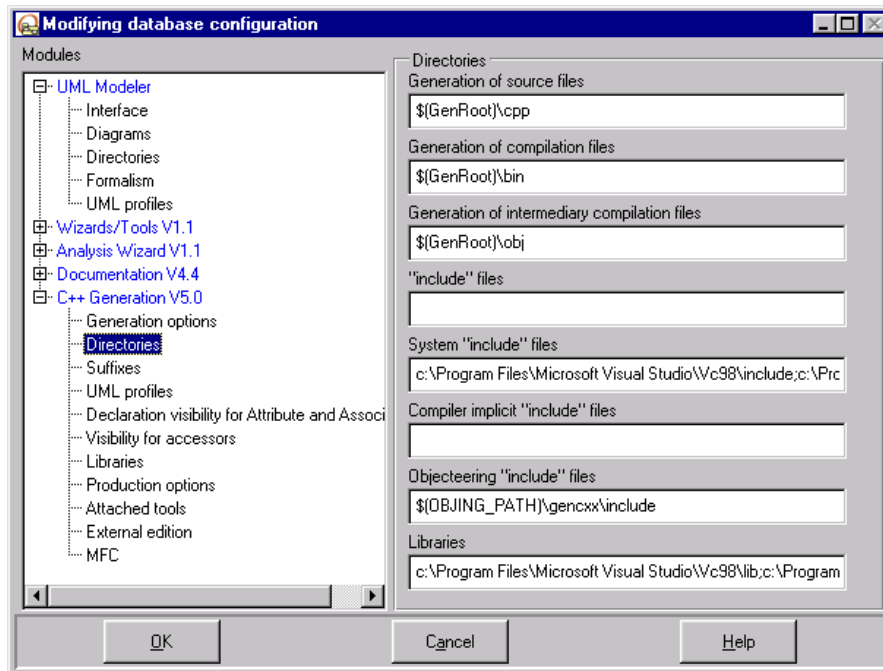 Modifying database configuration
Modules
UML Modeler
Interface
Diagrams
Directories
Formalism
UML profiles
Wizards/Tools V1.1
Analysis Wizard V1.1
Documentation V4.4
C++ Generation V5.0
Generation options
Directories
Suffixes
UML profiles
Declaration visibility for Attribute and Associ
Visibility for accessors
Libraries
Production options
Attached tools
External edition
MFC
Directories
Generation of source files
$(GenRoot)\cpp
Generation of compilation files
$(GenRoot)\bin
Generation of intermediary compilation files
$(GenRoot)\obj
"include" files
System "include" files
c:\Program Files\Microsoft Visual Studio\Vc98\include;c:\Prc
Compiler implicit "include" files
Objecteering "include" files
$(OBJING_PATH)\gencxx\include
Libraries
c:\Program Files\Microsoft Visual Studio\Vc98\lib;c:\Program
OK
Cancel
Help